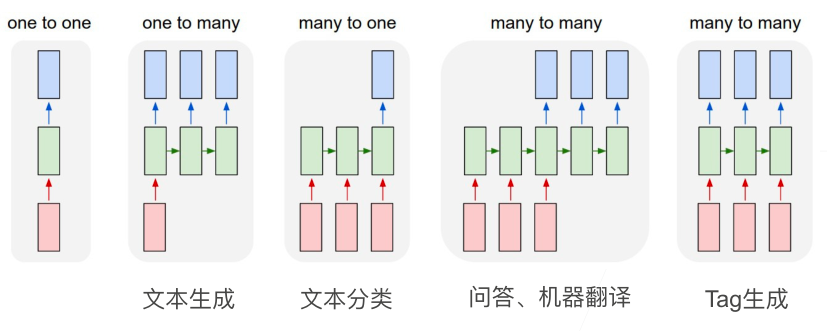 one to one
one to many
many to one
many to many
many to many
文本生成
文本分类
问答、机器翻译
Tag生成